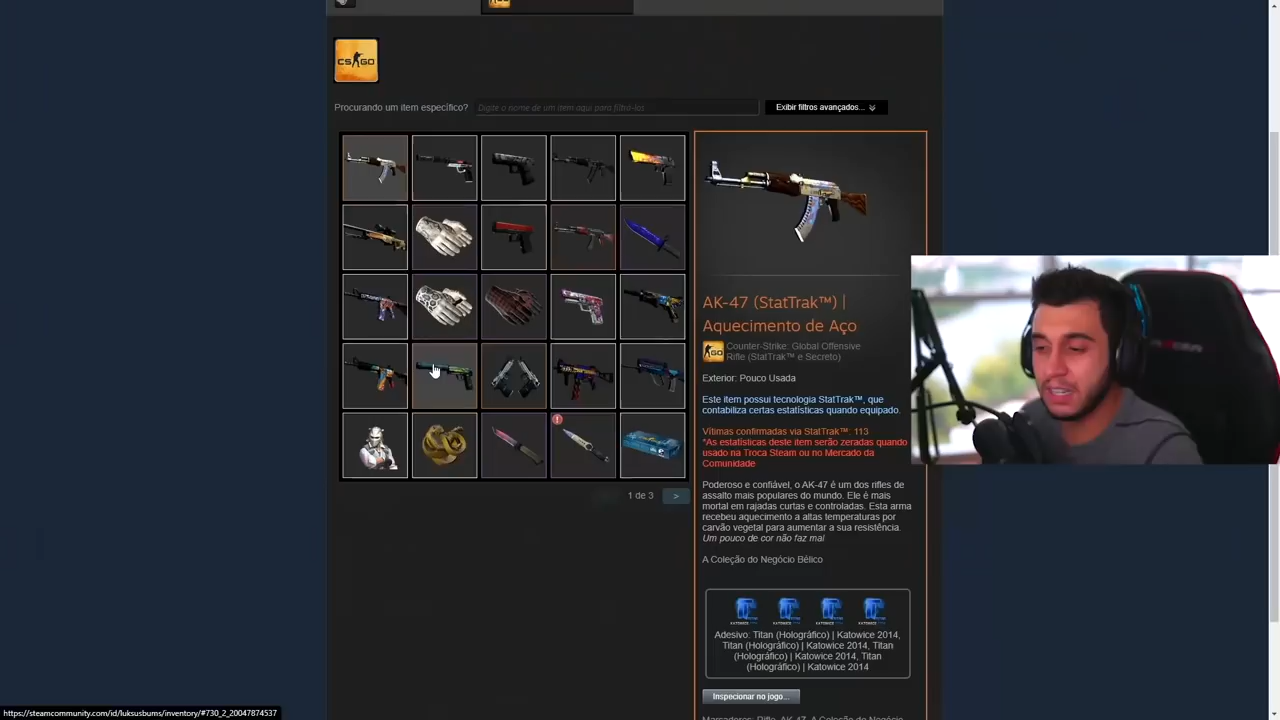 CS GO
Procurando um item específico?
Digite o nome de um item aqui para filtrá-los
Exibir filtros avançados...
AK-47 (StatTrak™) |
Aquecimento de Aço
Counter-Strike: Global Offensive
Rifle (StatTrak™ e Secreto)
Exterior: Pouco Usada
Este item possui tecnologia StatTrak™, que
contabiliza certas estatísticas quando equipado.
Vítimas confirmadas via StatTrak™: 113
*As estatísticas deste item serão zeradas quando
usado na Troca Steam ou no Mercado da
Comunidade
Poderoso e confiável, o AK-47 é um dos rifles de
assalto mais populares do mundo. Ele é mais
mortal em rajadas curtas e controladas. Esta arma
recebeu aquecimento a altas temperaturas por
carvão vegetal para aumentar a sua resistência.
Um pouco de cor não faz mal
A Coleção do Negócio Bélico
Adesivo: Titan (Holográfico) | Katowice 2014,
Titan (Holográfico) | Katowice 2014, Titan
(Holográfico) | Katowice 2014, Titan
(Holográfico) | Katowice 2014
Inspecionar no jogo...
Marcadores: Rifle, AK-47, A Coleção do Negócio
1 de 3
>
https://steamcommunity.com/id/luksusbums/inventory/#730_2_20047874537